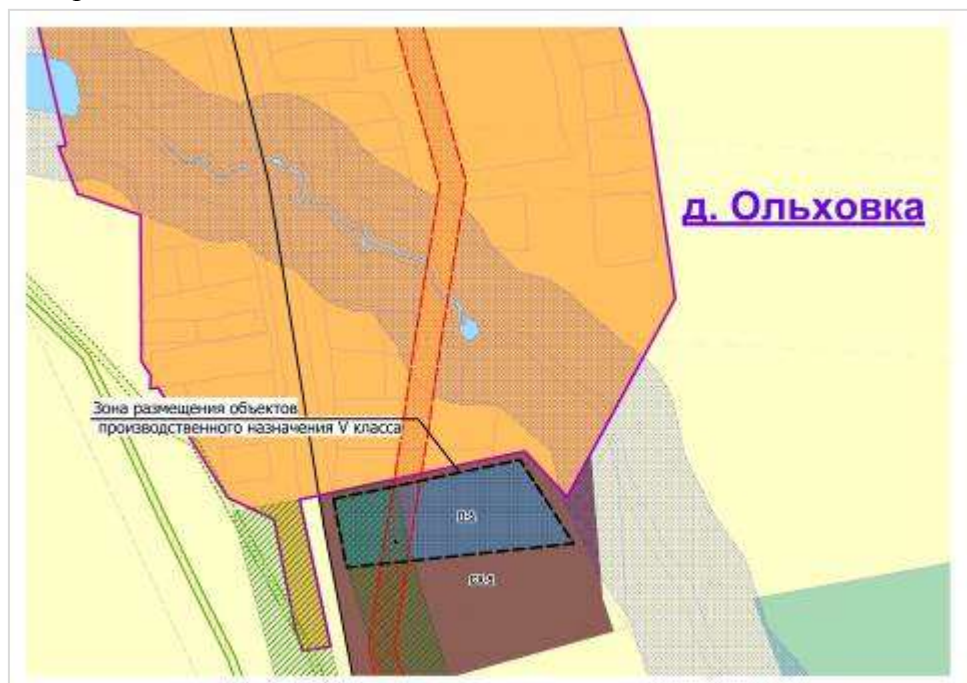 д. Ольховка
Зона размещения объектов
производственного назначения V класса